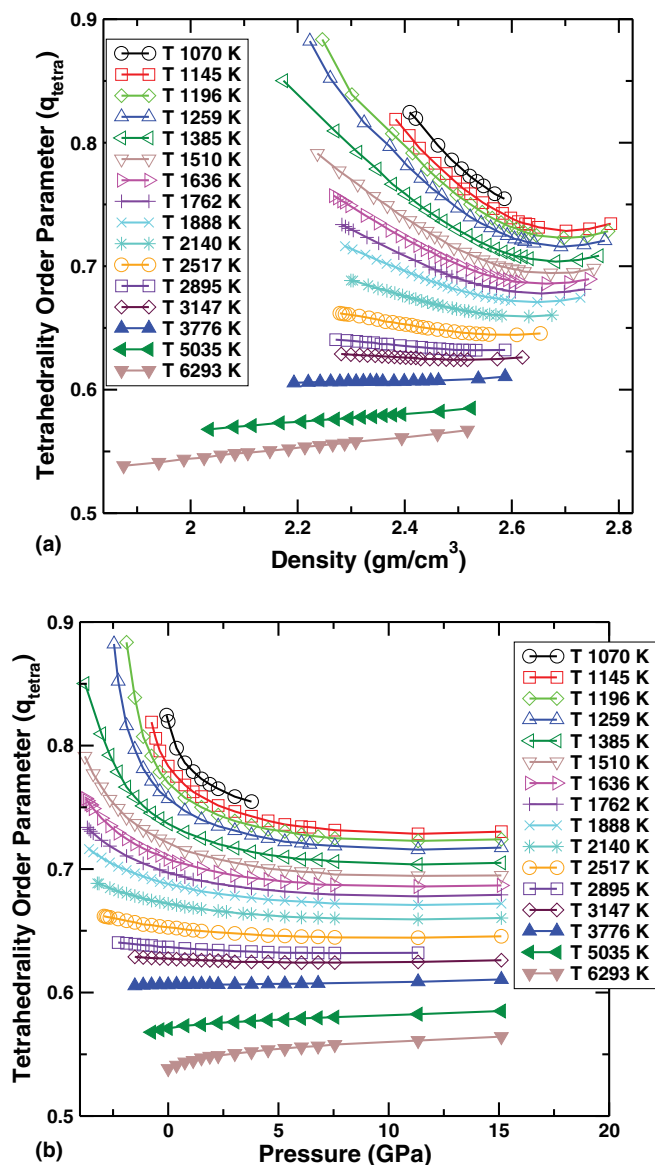 0.9
0.8
0.7
0.6
0.5
Tetrahedrality Order Parameter (q_tetra)
T 1070 K
T 1145 K
T 1196 K
T 1259 K
T 1385 K
T 1510 K
T 1636 K
T 1762 K
T 1888 K
T 2140 K
T 2517 K
T 2895 K
T 3147 K
T 3776 K
T 5035 K
T 6293 K
2 2.2 2.4 2.6 2.8
(a)
Density (gm/cm³)
0.9
0.8
0.7
0.6
0.5
Tetrahedrality Order Parameter (q_tetra)
T 1070 K
T 1145 K
T 1196 K
T 1259 K
T 1385 K
T 1510 K
T 1636 K
T 1762 K
T 1888 K
T 2140 K
T 2517 K
T 2895 K
T 3147 K
T 3776 K
T 5035 K
T 6293 K
0 5 10 15 20
(b)
Pressure (GPa)